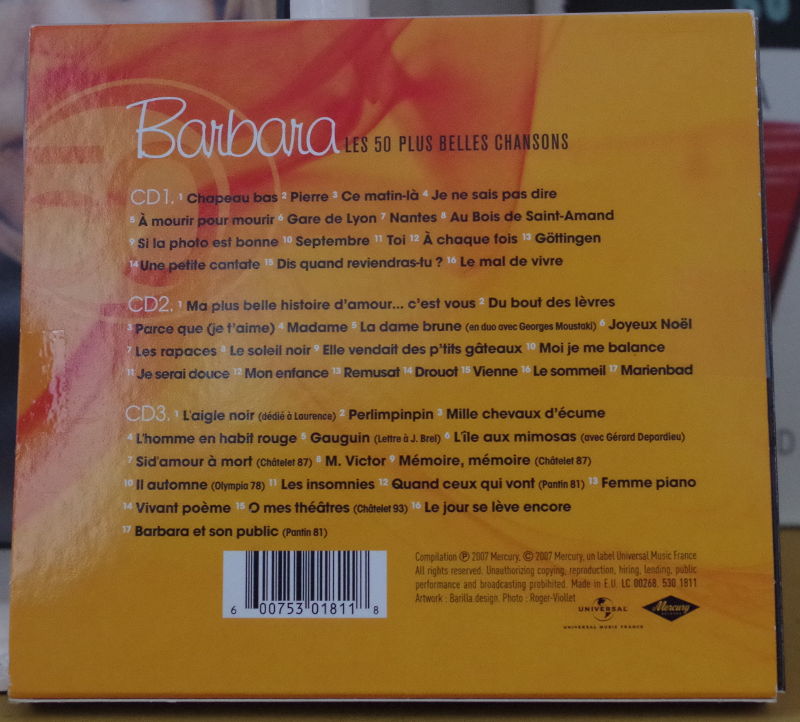 Barbara LES 50 PLUS BELLES CHANSONS
CD1. 1 Chapeau bas 2 Pierre 3 Ce matin-là 4 Je ne sais pas dire
5 À mourir pour mourir 6 Gare de Lyon 7 Nantes 8 Au Bois de Saint-Amand
9 Si la photo est bonne 10 Septembre 11 Toi 12 À chaque fois 13 Göttingen
14 Une petite cantate 15 Dis quand reviendras-tu ? 16 Le mal de vivre
CD2. 1 Ma plus belle histoire d'amour... c'est vous 2 Du bout des lèvres
3 Parce que (je t'aime) 4 Madame 5 La dame brune (en duo avec Georges Moustaki) 6 Joyeux Noël
7 Les rapaces 8 Le soleil noir 9 Elle vendait des p'tits gâteaux 10 Moi je me balance
11 Je serai douce 12 Mon enfance 13 Remusat 14 Drouot 15 Vienne 16 Le sommeil 17 Marienbad
CD3. 1 L'aigle noir (dédié à Laurence) 2 Perlimpinpin 3 Mille chevaux d'écume
4 L'homme en habit rouge 5 Gauguin (Lettre à J. Brel) 6 L'île aux mimosas (avec Gérard Depardieu)
7 Sid'amour à mort (Châtelet 87) 8 M. Victor 9 Mémoire, mémoire (Châtelet 87)
10 Il automne (Olympia 78) 11 Les insomnies 12 Quand ceux qui vont (Pantin 81) 13 Femme piano
14 Vivant poème 15 O mes théâtres (Châtelet 93) 16 Le jour se lève encore
17 Barbara et son public (Pantin 81)
Compilation ℗ 2007 Mercury, © 2007 Mercury, un label Universal Music France
All rights reserved. Unauthorizing copying, reproduction, hiring, lending, public
performance and broadcasting prohibited. Made in E.U. LC 00268. 530 1811
Artwork : Barilla.design. Photo : Roger-Viollet
6 00753 01811 8
UNIVERSAL
UNIVERSAL MUSIC FRANCE
Mercury